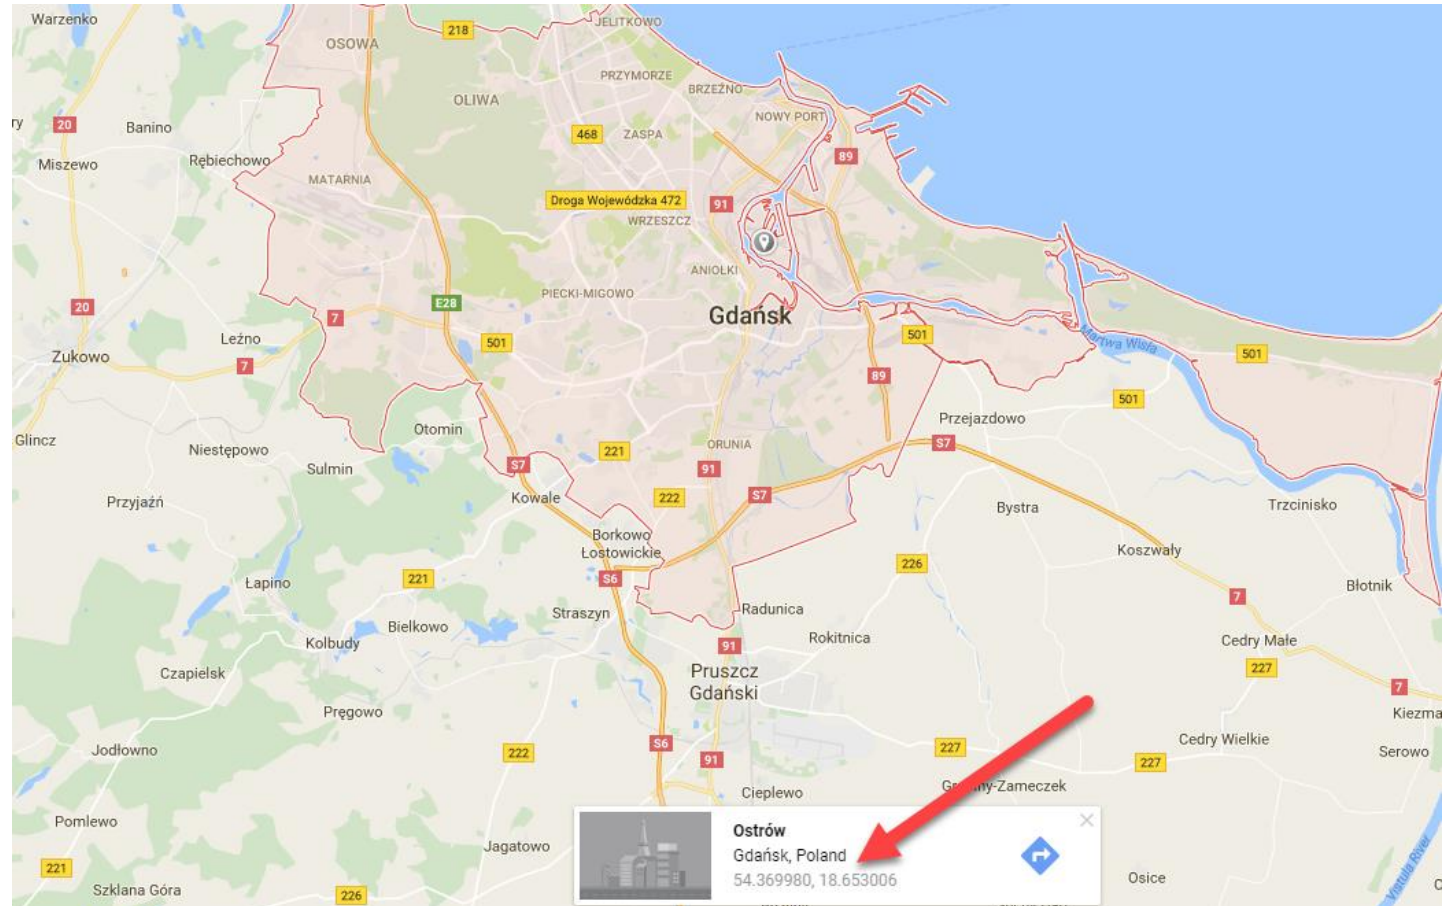 Warzenko
JELITKOWO
218
OSOWA
PRZYMORZE
BRZEŹNO
OLIWA
NOWY PORT
20
Banino
468
ZASPA
Miszewo
Rębiechowo
89
MATARNIA
Droga Wojewódzka 472
91
WRZESZCZ
ANIOŁKI
PIECKI-MIGOWO
E28
20
7
Gdańsk
Leźno
501
501
Martwa Wisła
501
Żukowo
7
89
501
Przejazdowo
Otomin
Glincz
Niestępowo
221
ORUNIA
S7
Sulmin
S7
91
Kowale
222
S7
Przyjaźń
Bystra
Trzcinisko
Borkowo
Łostowickie
Koszwały
226
Łapino
221
S6
Błotnik
7
Straszyn
Radunica
Bielkowo
Kolbudy
Rokitnica
91
Cedry Małe
Czapielsk
Pruszcz
Gdański
227
7
Pręgowo
Kiezma
Jodłowno
222
S6
91
227
Cedry Wielkie
227
Serowo
Cieplewo
Pomlewo
Jagatowo
Ostrów
Gdańsk, Poland
54.369980, 18.653006
221
Szklana Góra
226
Osice
Vistula River